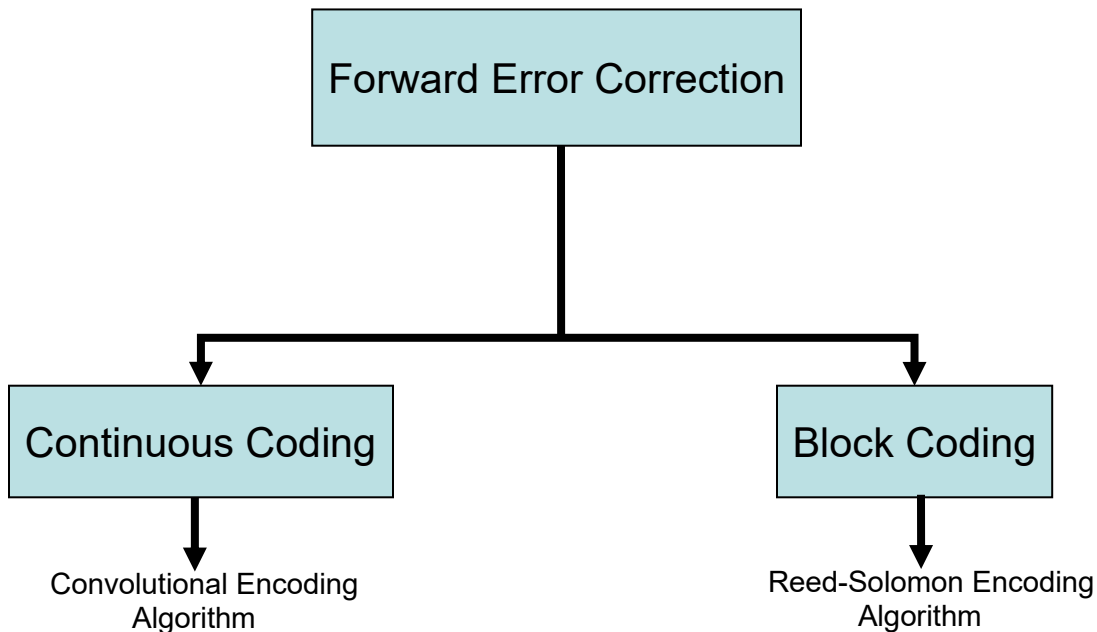 Forward Error Correction
Continuous Coding
Block Coding
Convolutional Encoding
Algorithm
Reed-Solomon Encoding
Algorithm